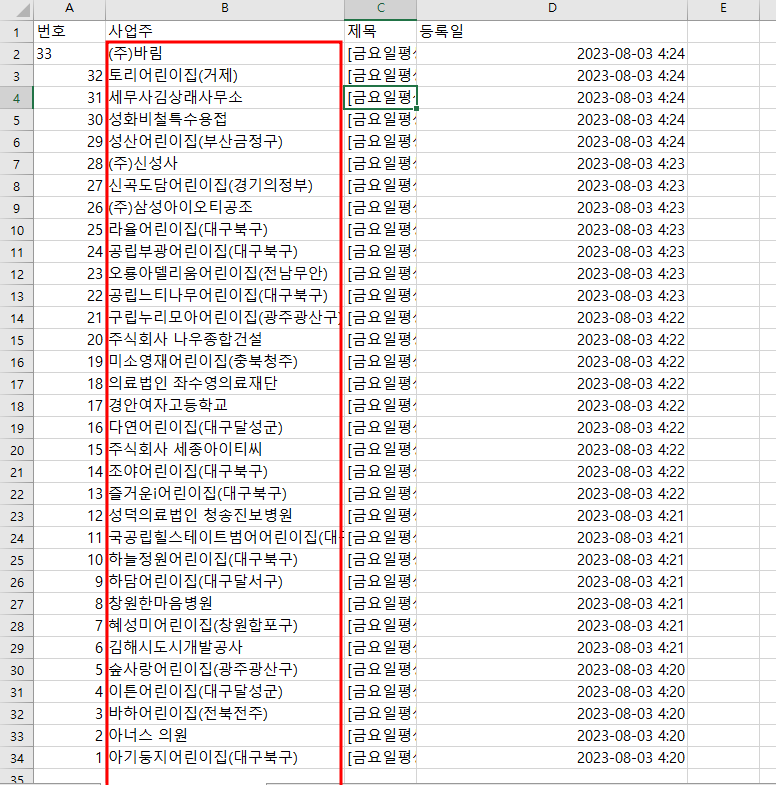 A B C D E
1 번호 사업주 제목 등록일
2 33 (주)바림 [금요일평 2023-08-03 4:24
3 32 토리어린이집(거제) [금요일평 2023-08-03 4:24
4 31 세무사김상래사무소 [금요일평 2023-08-03 4:24
5 30 성화비철특수용접 [금요일평 2023-08-03 4:24
6 29 성산어린이집(부산금정구) [금요일평 2023-08-03 4:24
7 28 (주)신성사 [금요일평 2023-08-03 4:23
8 27 신곡도담어린이집(경기의정부) [금요일평 2023-08-03 4:23
9 26 (주)삼성아이오티공조 [금요일평 2023-08-03 4:23
10 25 라율어린이집(대구북구) [금요일평 2023-08-03 4:23
11 24 공립부광어린이집(대구북구) [금요일평 2023-08-03 4:23
12 23 오룡아델리움어린이집(전남무안) [금요일평 2023-08-03 4:23
13 22 공립느티나무어린이집(대구북구) [금요일평 2023-08-03 4:23
14 21 구립누리모아어린이집(광주광산구) [금요일평 2023-08-03 4:22
15 20 주식회사 나우종합건설 [금요일평 2023-08-03 4:22
16 19 미소영재어린이집(충북청주) [금요일평 2023-08-03 4:22
17 18 의료법인 좌수영의료재단 [금요일평 2023-08-03 4:22
18 17 경안여자고등학교 [금요일평 2023-08-03 4:22
19 16 다연어린이집(대구달성군) [금요일평 2023-08-03 4:22
20 15 주식회사 세종아이티씨 [금요일평 2023-08-03 4:22
21 14 조야어린이집(대구북구) [금요일평 2023-08-03 4:22
22 13 즐거운i어린이집(대구북구) [금요일평 2023-08-03 4:22
23 12 성덕의료법인 청송진보병원 [금요일평 2023-08-03 4:21
24 11 국공립힐스테이트범어어린이집(대 [금요일평 2023-08-03 4:21
25 10 하늘정원어린이집(대구북구) [금요일평 2023-08-03 4:21
26 9 하담어린이집(대구달서구) [금요일평 2023-08-03 4:21
27 8 창원한마음병원 [금요일평 2023-08-03 4:21
28 7 혜성미어린이집(창원합포구) [금요일평 2023-08-03 4:21
29 6 김해시도시개발공사 [금요일평 2023-08-03 4:21
30 5 숲사랑어린이집(광주광산구) [금요일평 2023-08-03 4:20
31 4 이튼어린이집(대구달성군) [금요일평 2023-08-03 4:20
32 3 바하어린이집(전북전주) [금요일평 2023-08-03 4:20
33 2 아너스 의원 [금요일평 2023-08-03 4:20
34 1 아기둥지어린이집(대구북구) [금요일평 2023-08-03 4:20
35